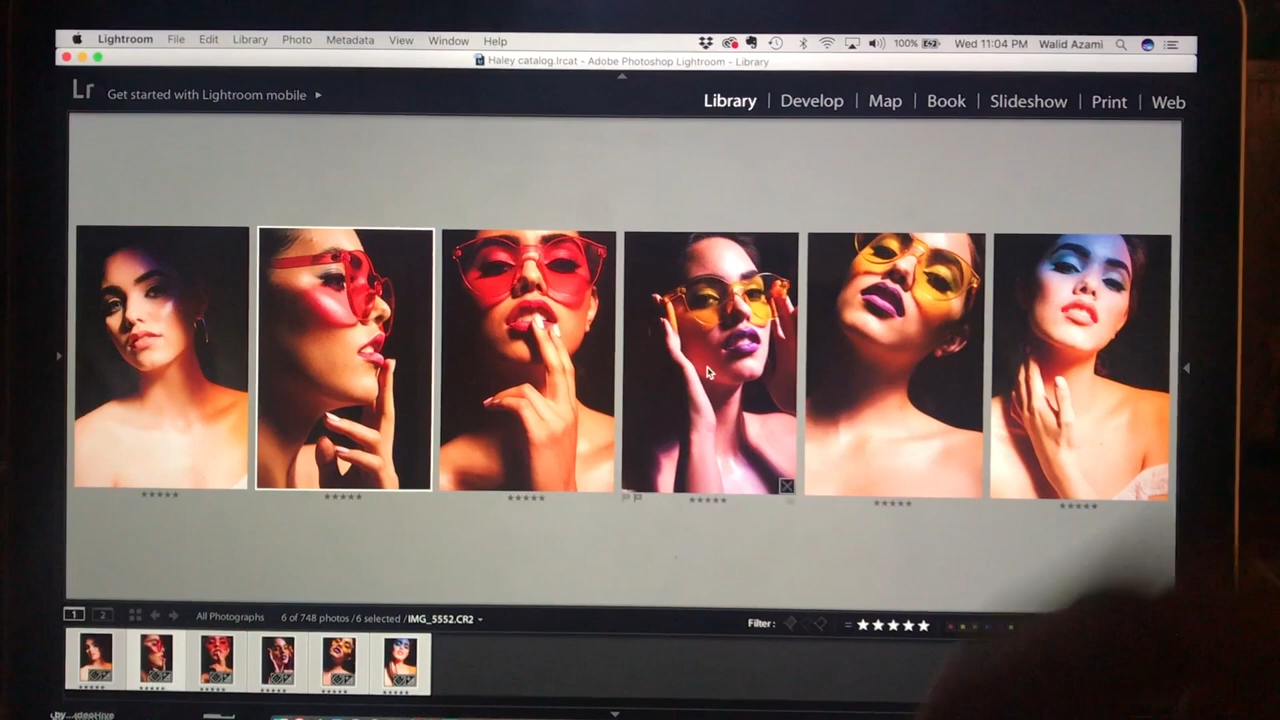 Lightroom File Edit Library Photo Metadata View Window Help 100% Wed 11:04 PM Walid Azami
Haley catalog.lrcat - Adobe Photoshop Lightroom - Library
Lr Get started with Lightroom mobile ▸ Library | Develop | Map | Book | Slideshow | Print | Web
1 2 All Photographs 6 of 748 photos / 6 selected / IMG_5552.CR2 Filter: = ★★★★★